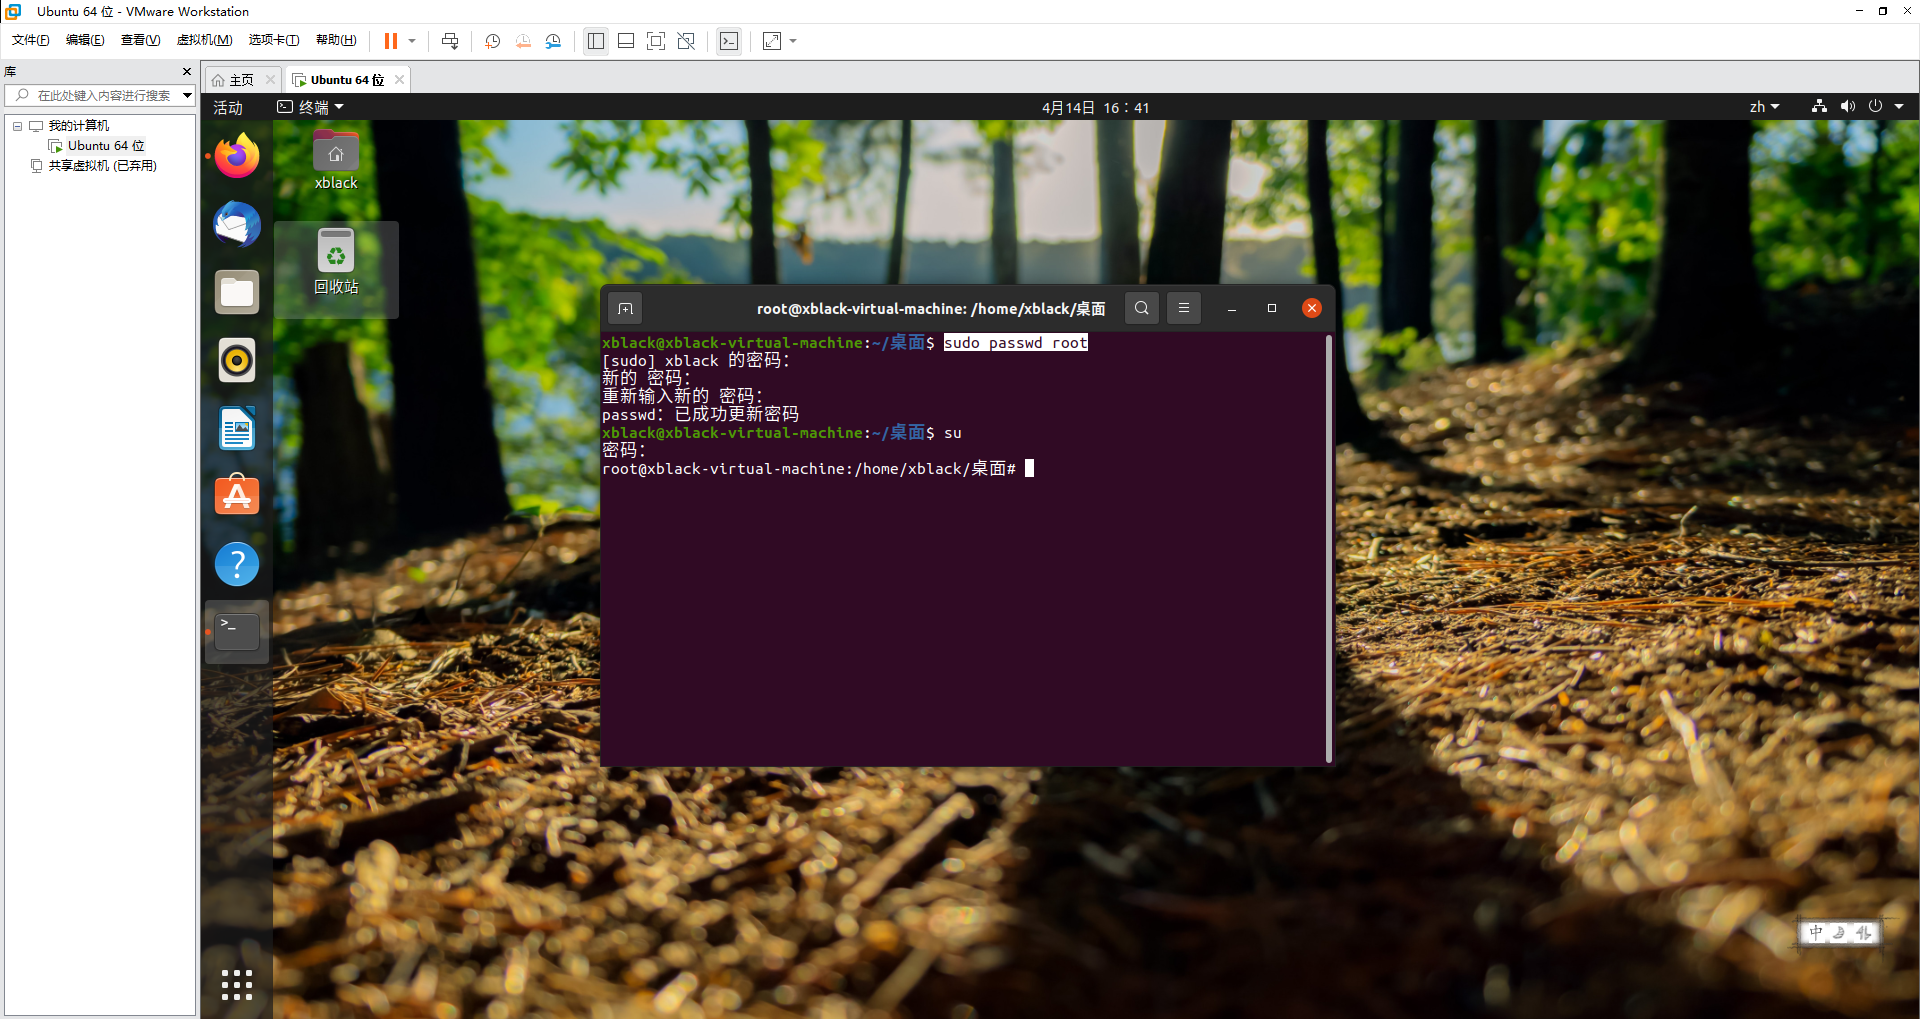 Ubuntu 64 位 - VMware Workstation
文件(F) 编辑(E) 查看(V) 虚拟机(M) 选项卡(T) 帮助(H)
库
在此处键入内容进行搜索
我的计算机
Ubuntu 64 位
共享虚拟机 (已弃用)
主页
Ubuntu 64 位
活动
终端
4月14日 16：41
zh
xblack
回收站
root@xblack-virtual-machine: /home/xblack/桌面
xblack@xblack-virtual-machine:~/桌面$ sudo passwd root
[sudo] xblack 的密码：
新的 密码：
重新输入新的 密码：
passwd：已成功更新密码
xblack@xblack-virtual-machine:~/桌面$ su
密码：
root@xblack-virtual-machine:/home/xblack/桌面#
中